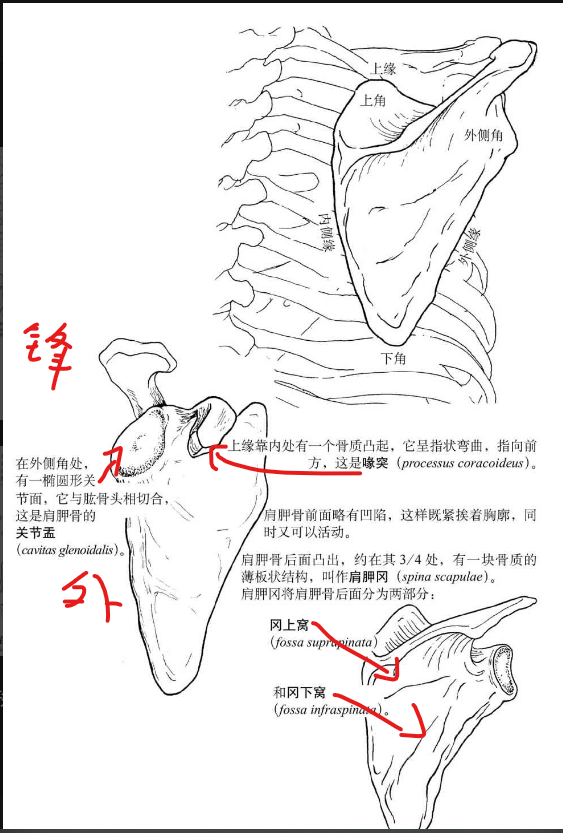 上缘
上角
外侧角
内侧缘
外侧缘
下角
锋
上缘靠内处有一个骨质凸起，它呈指状弯曲，指向前
方，这是喙突（processus coracoideus）。
在外侧角处，
有一椭圆形关
节面，它与肱骨头相切合，
这是肩胛骨的
关节盂
（cavitas glenoidalis）。
肩胛骨前面略有凹陷，这样既紧挨着胸廓，同
时又可以活动。
外
肩胛骨后面凸出，约在其 3/4 处，有一块骨质的
薄板状结构，叫作肩胛冈（spina scapulae）。
肩胛冈将肩胛骨后面分为两部分：
冈上窝
（fossa suprapinata）
和冈下窝
（fossa infraspinata）。